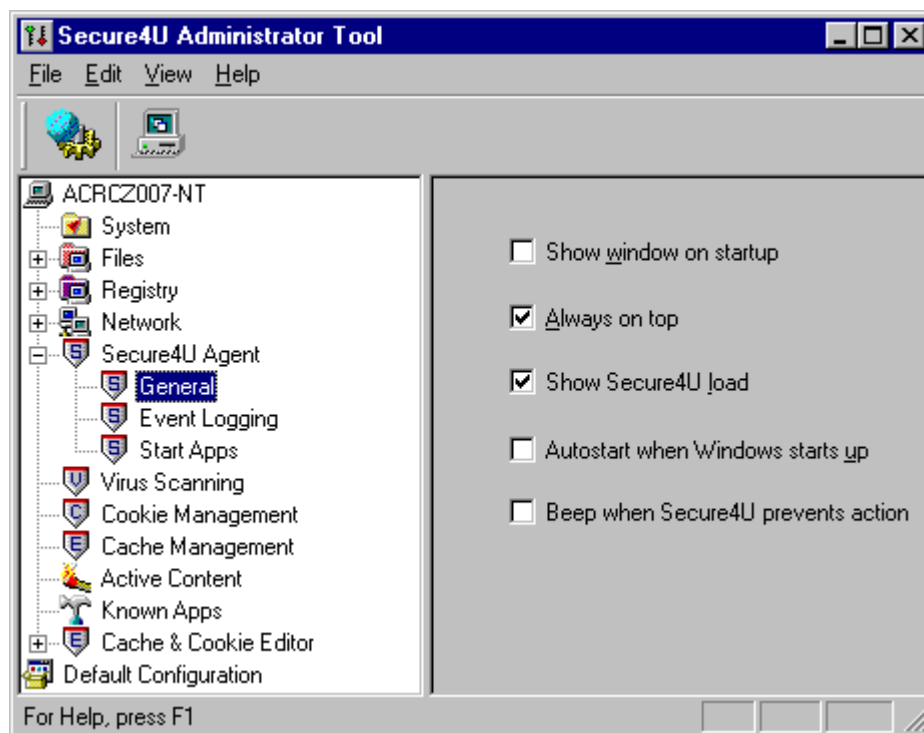 Secure4U Administrator Tool
File Edit View Help
ACRCZ007-NT
System
Files
Registry
Network
Secure4U Agent
General
Event Logging
Start Apps
Virus Scanning
Cookie Management
Cache Management
Active Content
Known Apps
Cache & Cookie Editor
Default Configuration
Show window on startup
Always on top
Show Secure4U load
Autostart when Windows starts up
Beep when Secure4U prevents action
For Help, press F1